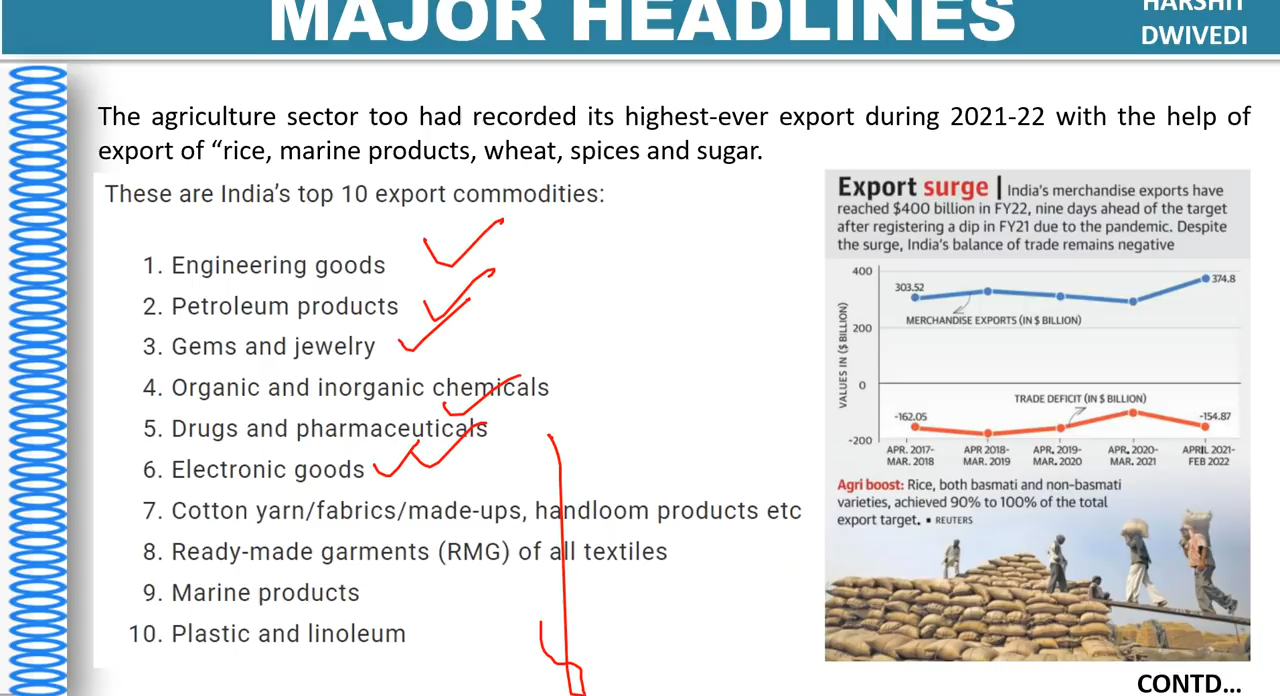 MAJOR HEADLINES
HARSHIT
DWIVEDI
The agriculture sector too had recorded its highest-ever export during 2021-22 with the help of
export of “rice, marine products, wheat, spices and sugar.
These are India’s top 10 export commodities:
1. Engineering goods
2. Petroleum products
3. Gems and jewelry
4. Organic and inorganic chemicals
5. Drugs and pharmaceuticals
6. Electronic goods
7. Cotton yarn/fabrics/made-ups, handloom products etc
8. Ready-made garments (RMG) of all textiles
9. Marine products
10. Plastic and linoleum
Export surge | India’s merchandise exports have
reached $400 billion in FY22, nine days ahead of the target
after registering a dip in FY21 due to the pandemic. Despite
the surge, India’s balance of trade remains negative
VALUES IN ($ BILLION)
400
200
0
-200
303.52
374.8
MERCHANDISE EXPORTS (IN $ BILLION)
TRADE DEFICIT (IN $ BILLION)
-162.05
-154.87
APR. 2017-
MAR. 2018
APR 2018-
MAR. 2019
APR. 2019-
MAR. 2020
APR. 2020-
MAR. 2021
APRIL 2021-
FEB 2022
Agri boost: Rice, both basmati and non-basmati
varieties, achieved 90% to 100% of the total
export target. ▪ REUTERS
CONTD...